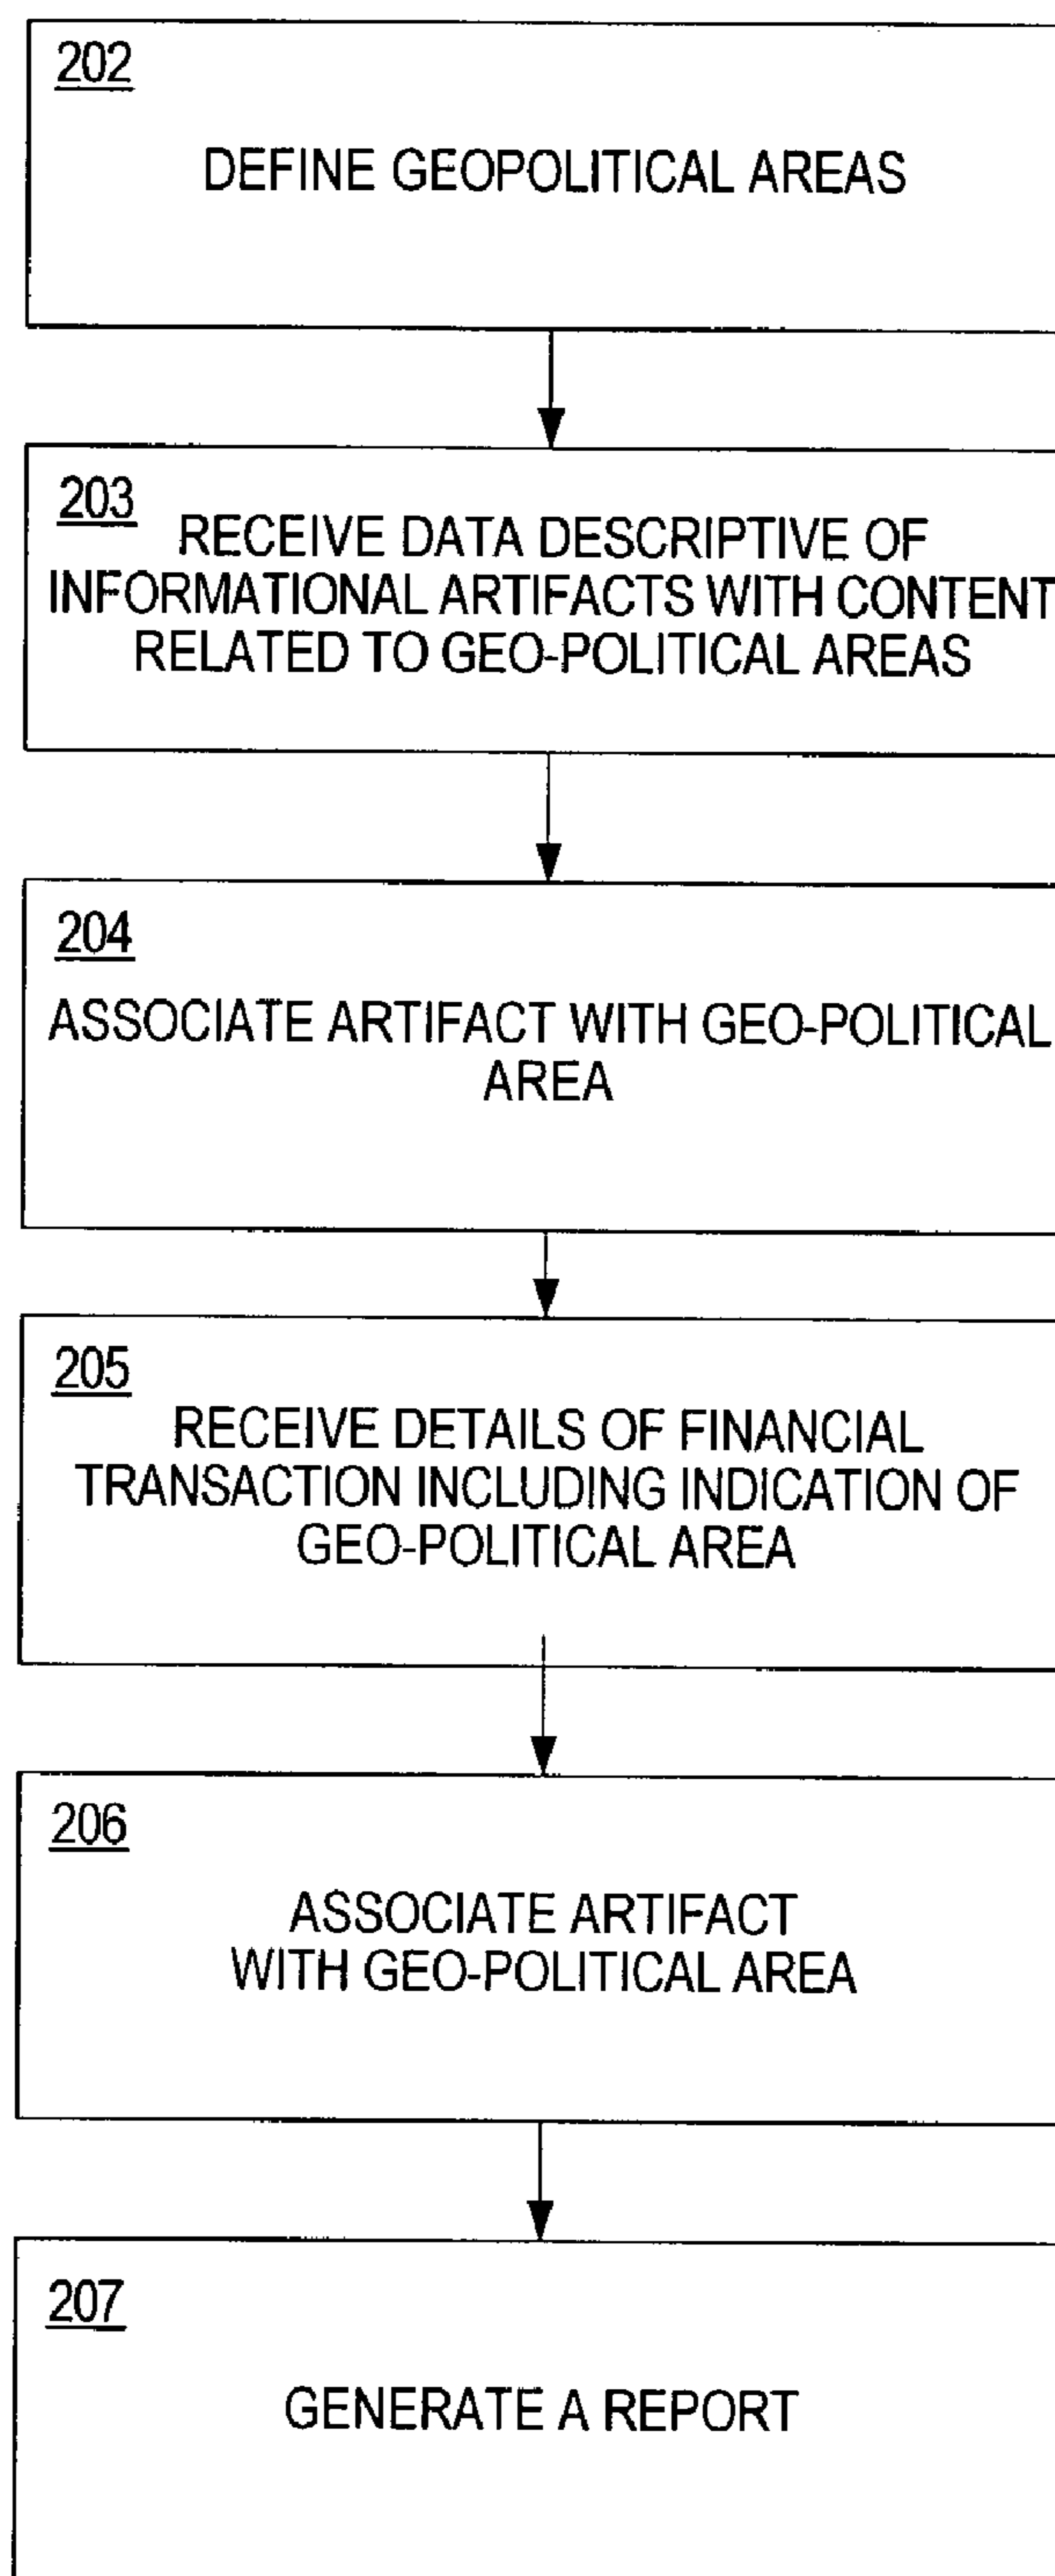 202
DEFINE GEOPOLITICAL AREAS
203
RECEIVE DATA DESCRIPTIVE OF
INFORMATIONAL ARTIFACTS WITH CONTENT
RELATED TO GEO-POLITICAL AREAS
204
ASSOCIATE ARTIFACT WITH GEO-POLITICAL
AREA
205
RECEIVE DETAILS OF FINANCIAL
TRANSACTION INCLUDING INDICATION OF
GEO-POLITICAL AREA
206
ASSOCIATE ARTIFACT
WITH GEO-POLITICAL AREA
207
GENERATE A REPORT